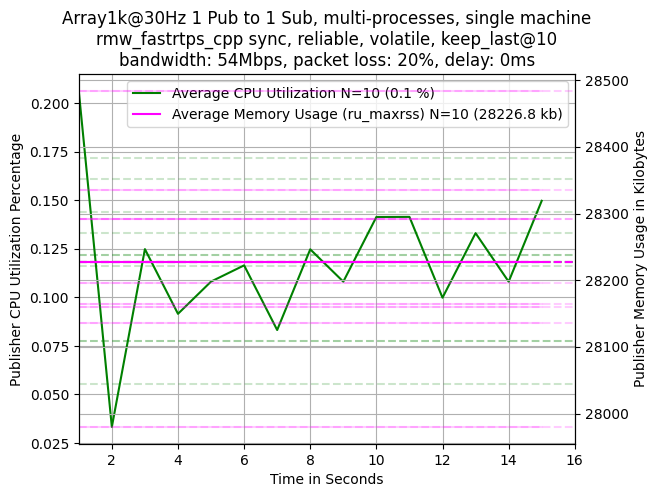 Array1k@30Hz 1 Pub to 1 Sub, multi-processes, single machine
rmw_fastrtps_cpp sync, reliable, volatile, keep_last@10
bandwidth: 54Mbps, packet loss: 20%, delay: 0ms
Average CPU Utilization N=10 (0.1 %)
Average Memory Usage (ru_maxrss) N=10 (28226.8 kb)
Publisher CPU Utilization Percentage
0.200
0.175
0.150
0.125
0.100
0.075
0.050
0.025
28500
28400
28300
28200
28100
28000
Publisher Memory Usage in Kilobytes
2 4 6 8 10 12 14 16
Time in Seconds